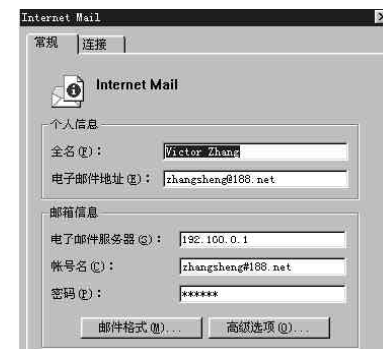 Internet Mail
常规 连接
Internet Mail
个人信息
全名(F)： Victor Zhang
电子邮件地址(E)： zhangsheng@188.net
邮箱信息
电子邮件服务器(S)： 192.100.0.1
帐号名(C)： zhangsheng#188.net
密码(P)： ******
邮件格式(M)... 高级选项(O)...